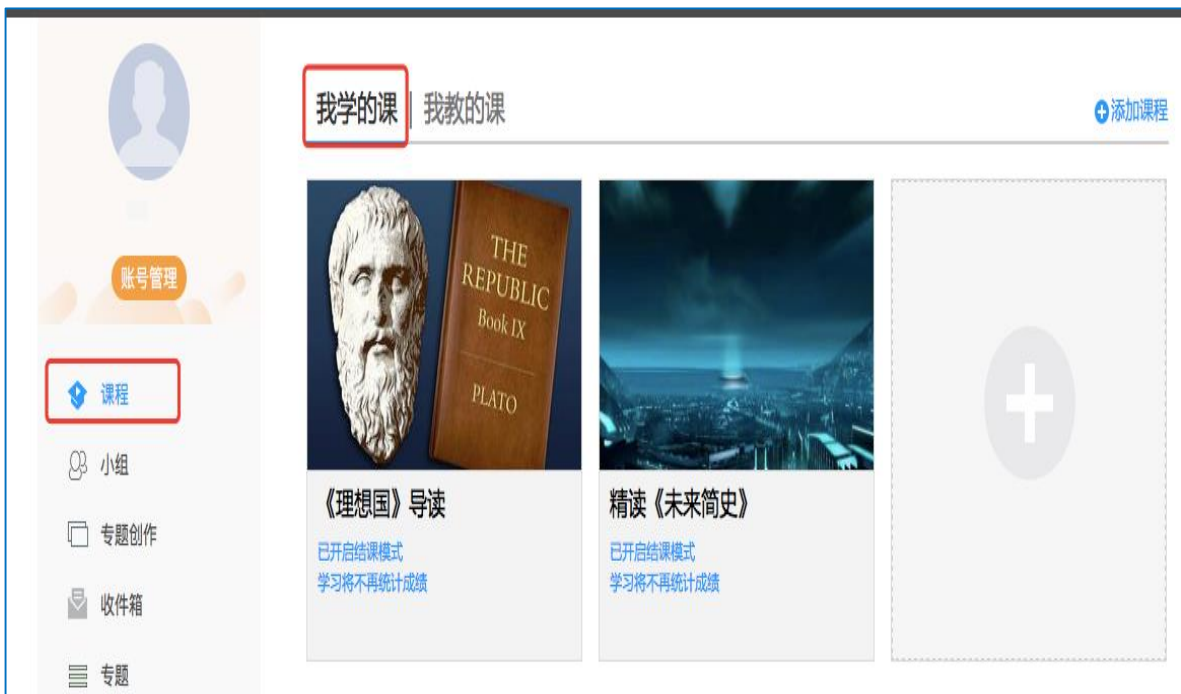 账号管理
课程
小组
专题创作
收件箱
专题
我学的课 | 我教的课
添加课程
THE
REPUBLIC
Book IX
PLATO
《理想国》导读
已开启结课模式
学习将不再统计成绩
精读《未来简史》
已开启结课模式
学习将不再统计成绩